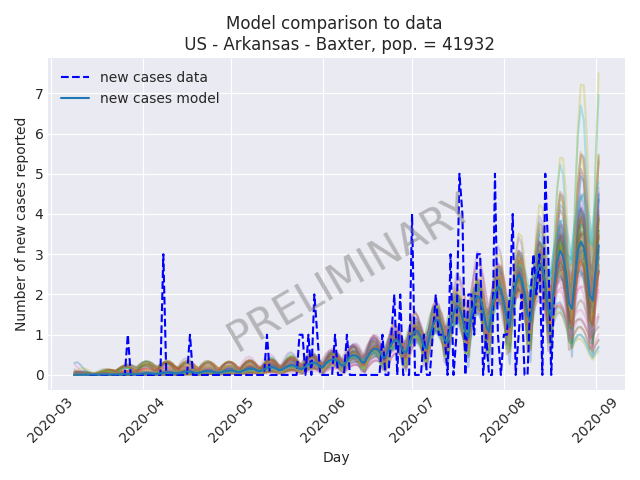 Model comparison to data
US - Arkansas - Baxter, pop. = 41932
new cases data
new cases model
PRELIMINARY
Number of new cases reported
7
6
5
4
3
2
1
0
2020-03
2020-04
2020-05
2020-06
2020-07
2020-08
2020-09
Day